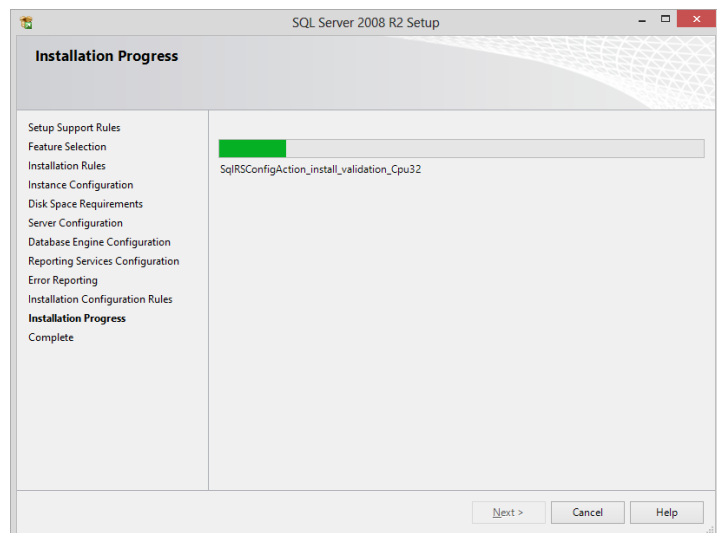 SQL Server 2008 R2 Setup
Installation Progress
Setup Support Rules
Feature Selection
Installation Rules
Instance Configuration
Disk Space Requirements
Server Configuration
Database Engine Configuration
Reporting Services Configuration
Error Reporting
Installation Configuration Rules
Installation Progress
Complete
SqlRSConfigAction_install_validation_Cpu32
Next >
Cancel
Help